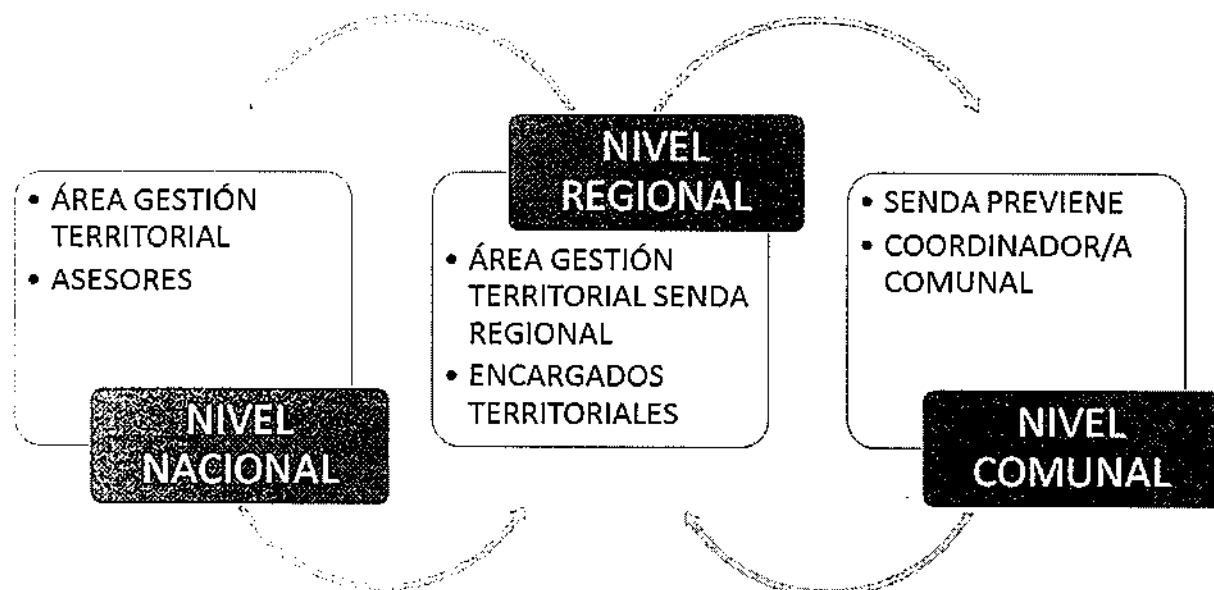 • ÁREA GESTIÓN
TERRITORIAL
• ASESORES
NIVEL
NACIONAL
NIVEL
REGIONAL
• ÁREA GESTIÓN
TERRITORIAL SENDA
REGIONAL
• ENCARGADOS
TERRITORIALES
• SENDA PREVIENE
• COORDINADOR/A
COMUNAL
NIVEL
COMUNAL